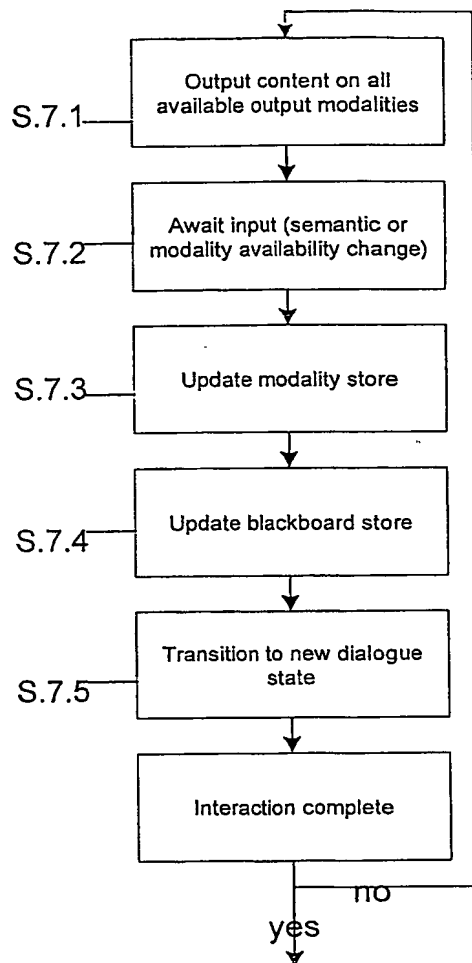 Output content on all
available output modalities
S.7.1
Await input (semantic or
modality availability change)
S.7.2
Update modality store
S.7.3
Update blackboard store
S.7.4
Transition to new dialogue
state
S.7.5
Interaction complete
no
yes